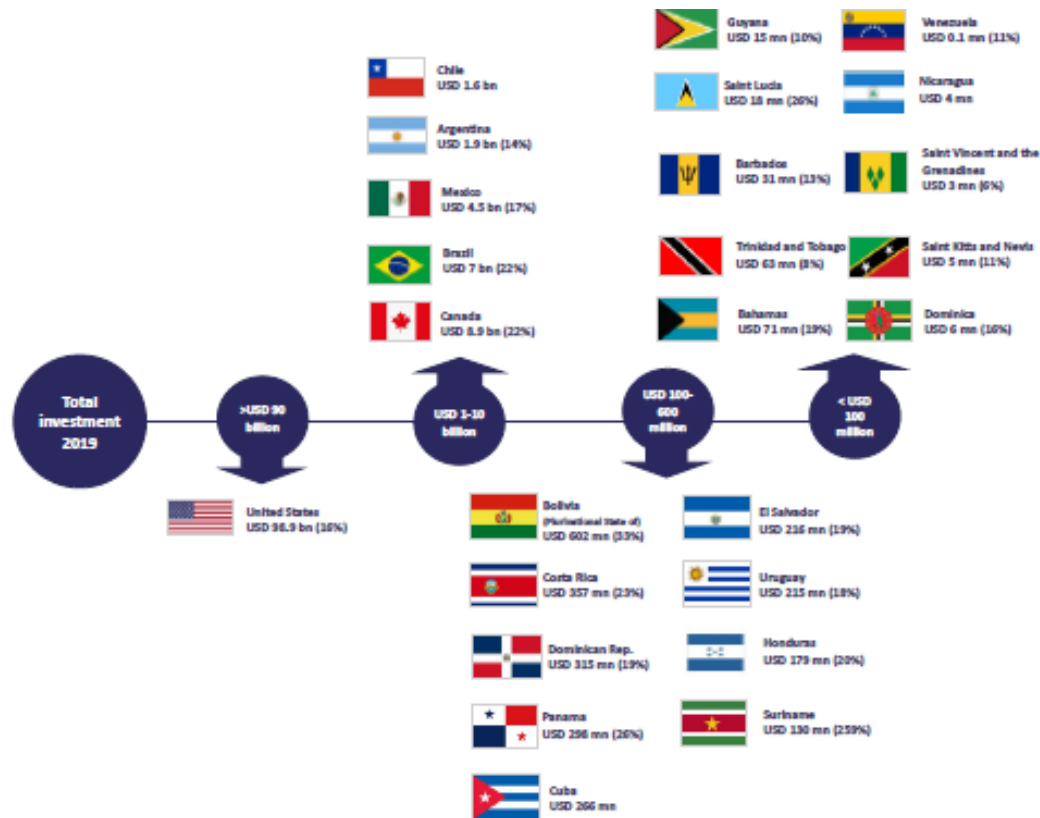 Total
investment
2019
>USD 90
billion
United States
USD 98.9 bn (16%)
USD 1-10
billion
Chile
USD 1.6 bn
Argentina
USD 1.9 bn (14%)
Mexico
USD 4.5 bn (17%)
Brazil
USD 7 bn (22%)
Canada
USD 8.9 bn (22%)
USD 100-
600
million
Bolivia
(Plurinational State of)
USD 602 mn (33%)
Costa Rica
USD 357 mn (23%)
Dominican Rep.
USD 315 mn (19%)
Panama
USD 298 mn (26%)
Cuba
USD 266 mn
El Salvador
USD 216 mn (19%)
Uruguay
USD 215 mn (18%)
Honduras
USD 179 mn (20%)
Suriname
USD 130 mn (259%)
< USD
100
million
Guyana
USD 15 mn (10%)
Saint Lucia
USD 18 mn (26%)
Barbados
USD 31 mn (13%)
Trinidad and Tobago
USD 63 mn (8%)
Bahamas
USD 71 mn (19%)
Venezuela
USD 0.1 mn (11%)
Nicaragua
USD 4 mn
Saint Vincent and the
Grenadines
USD 3 mn (6%)
Saint Kitts and Nevis
USD 5 mn (11%)
Dominica
USD 6 mn (16%)